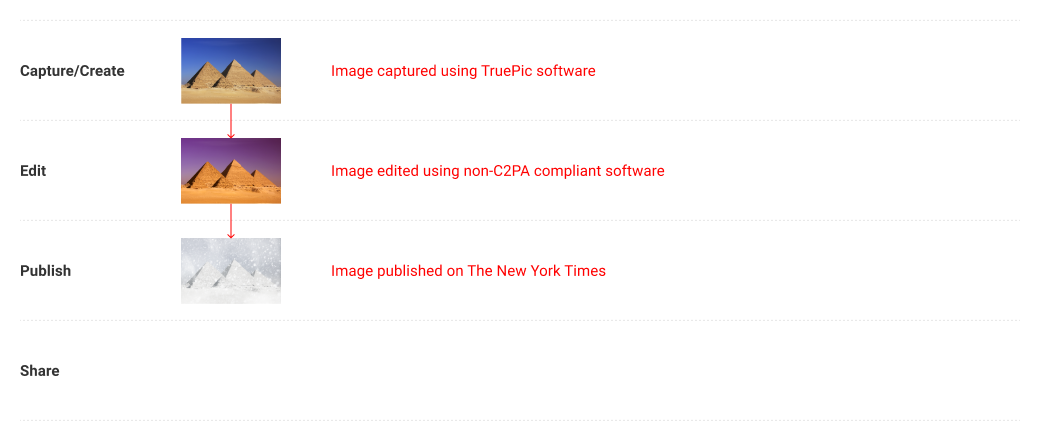 Capture/Create
Image captured using TruePic software
Edit
Image edited using non-C2PA compliant software
Publish
Image published on The New York Times
Share